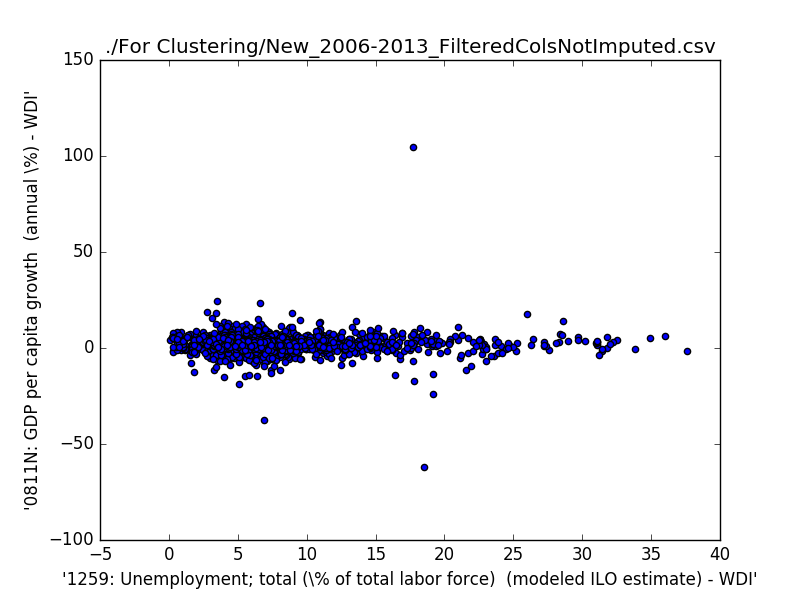 ./For Clustering/New_2006-2013_FilteredColsNotImputed.csv
150
100
50
0
−50
−100
'0811N: GDP per capita growth  (annual \%) - WDI'
−5 0 5 10 15 20 25 30 35 40
'1259: Unemployment; total (\% of total labor force)  (modeled ILO estimate) - WDI'